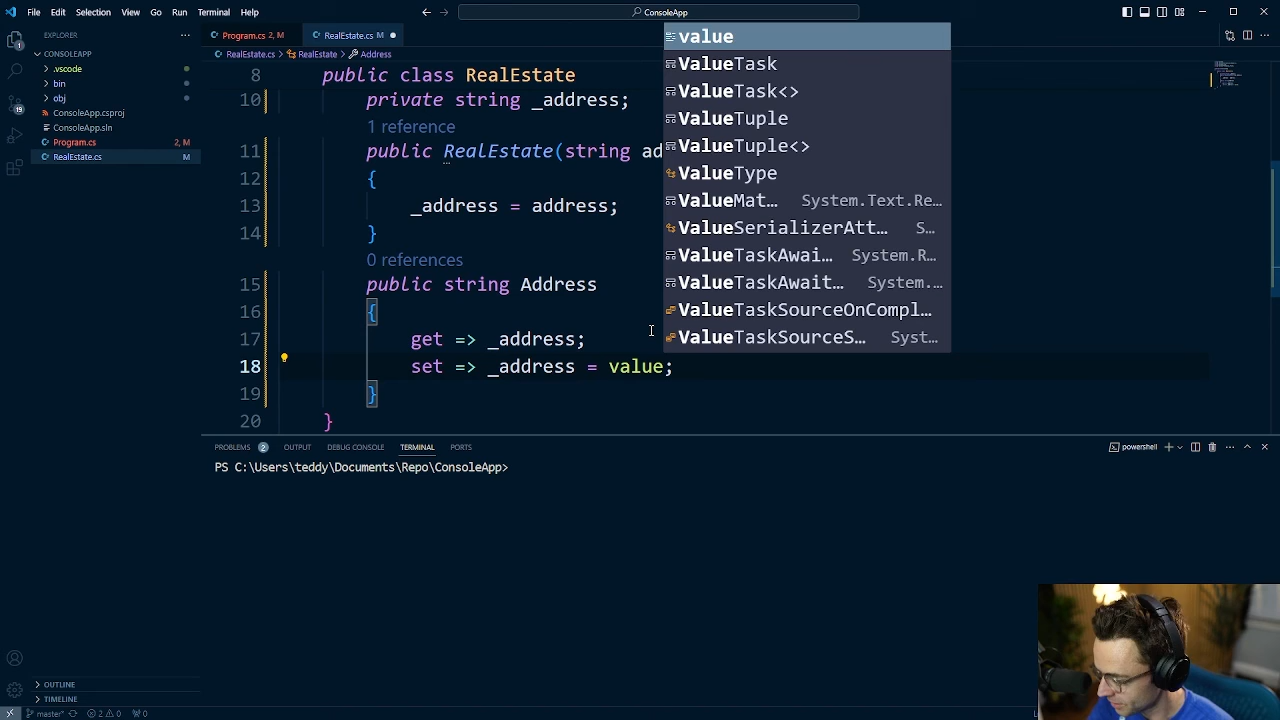 File Edit Selection View Go Run Terminal Help
ConsoleApp
EXPLORER
CONSOLEAPP
.vscode
bin
obj
ConsoleApp.csproj
ConsoleApp.sln
Program.cs 2, M
RealEstate.cs M
OUTLINE
TIMELINE
1
19
Program.cs 2, M
RealEstate.cs M
RealEstate.cs > RealEstate > Address
8 public class RealEstate
10 private string _address;
1 reference
11 public RealEstate(string ad
12 {
13 _address = address;
14 }
0 references
15 public string Address
16 {
17 get => _address;
18 set => _address = value;
19 }
20 }
value
ValueTask
ValueTask<>
ValueTuple
ValueTuple<>
ValueType
ValueMat… System.Text.Re…
ValueSerializerAtt… S…
ValueTaskAwai… System.R…
ValueTaskAwait… System.…
ValueTaskSourceOnCompl…
ValueTaskSourceS… Syst…
PROBLEMS 2 OUTPUT DEBUG CONSOLE TERMINAL PORTS
powershell
PS C:\Users\teddy\Documents\Repo\ConsoleApp>
master* 2 0 0